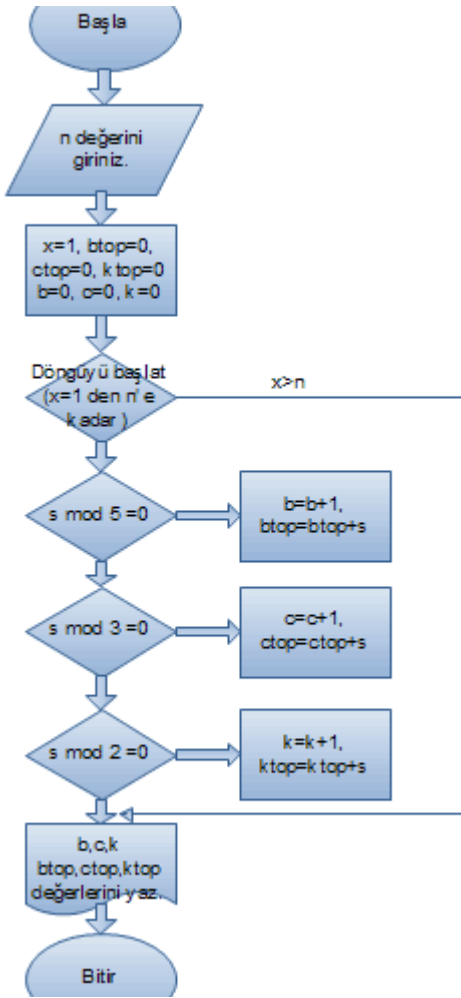 Başla
n değerini
giriniz.
x=1, btop=0,
ctop=0, ktop=0
b=0, c=0, k=0
Döngüyü başlat
(x=1 den n'e
kadar )
x>n
s mod 5 =0
b=b+1,
btop=btop+s
s mod 3 =0
c=c+1,
ctop=ctop+s
s mod 2 =0
k=k+1,
ktop=ktop+s
b,c,k
btop,ctop,ktop
değerlerini yaz.
Bitir